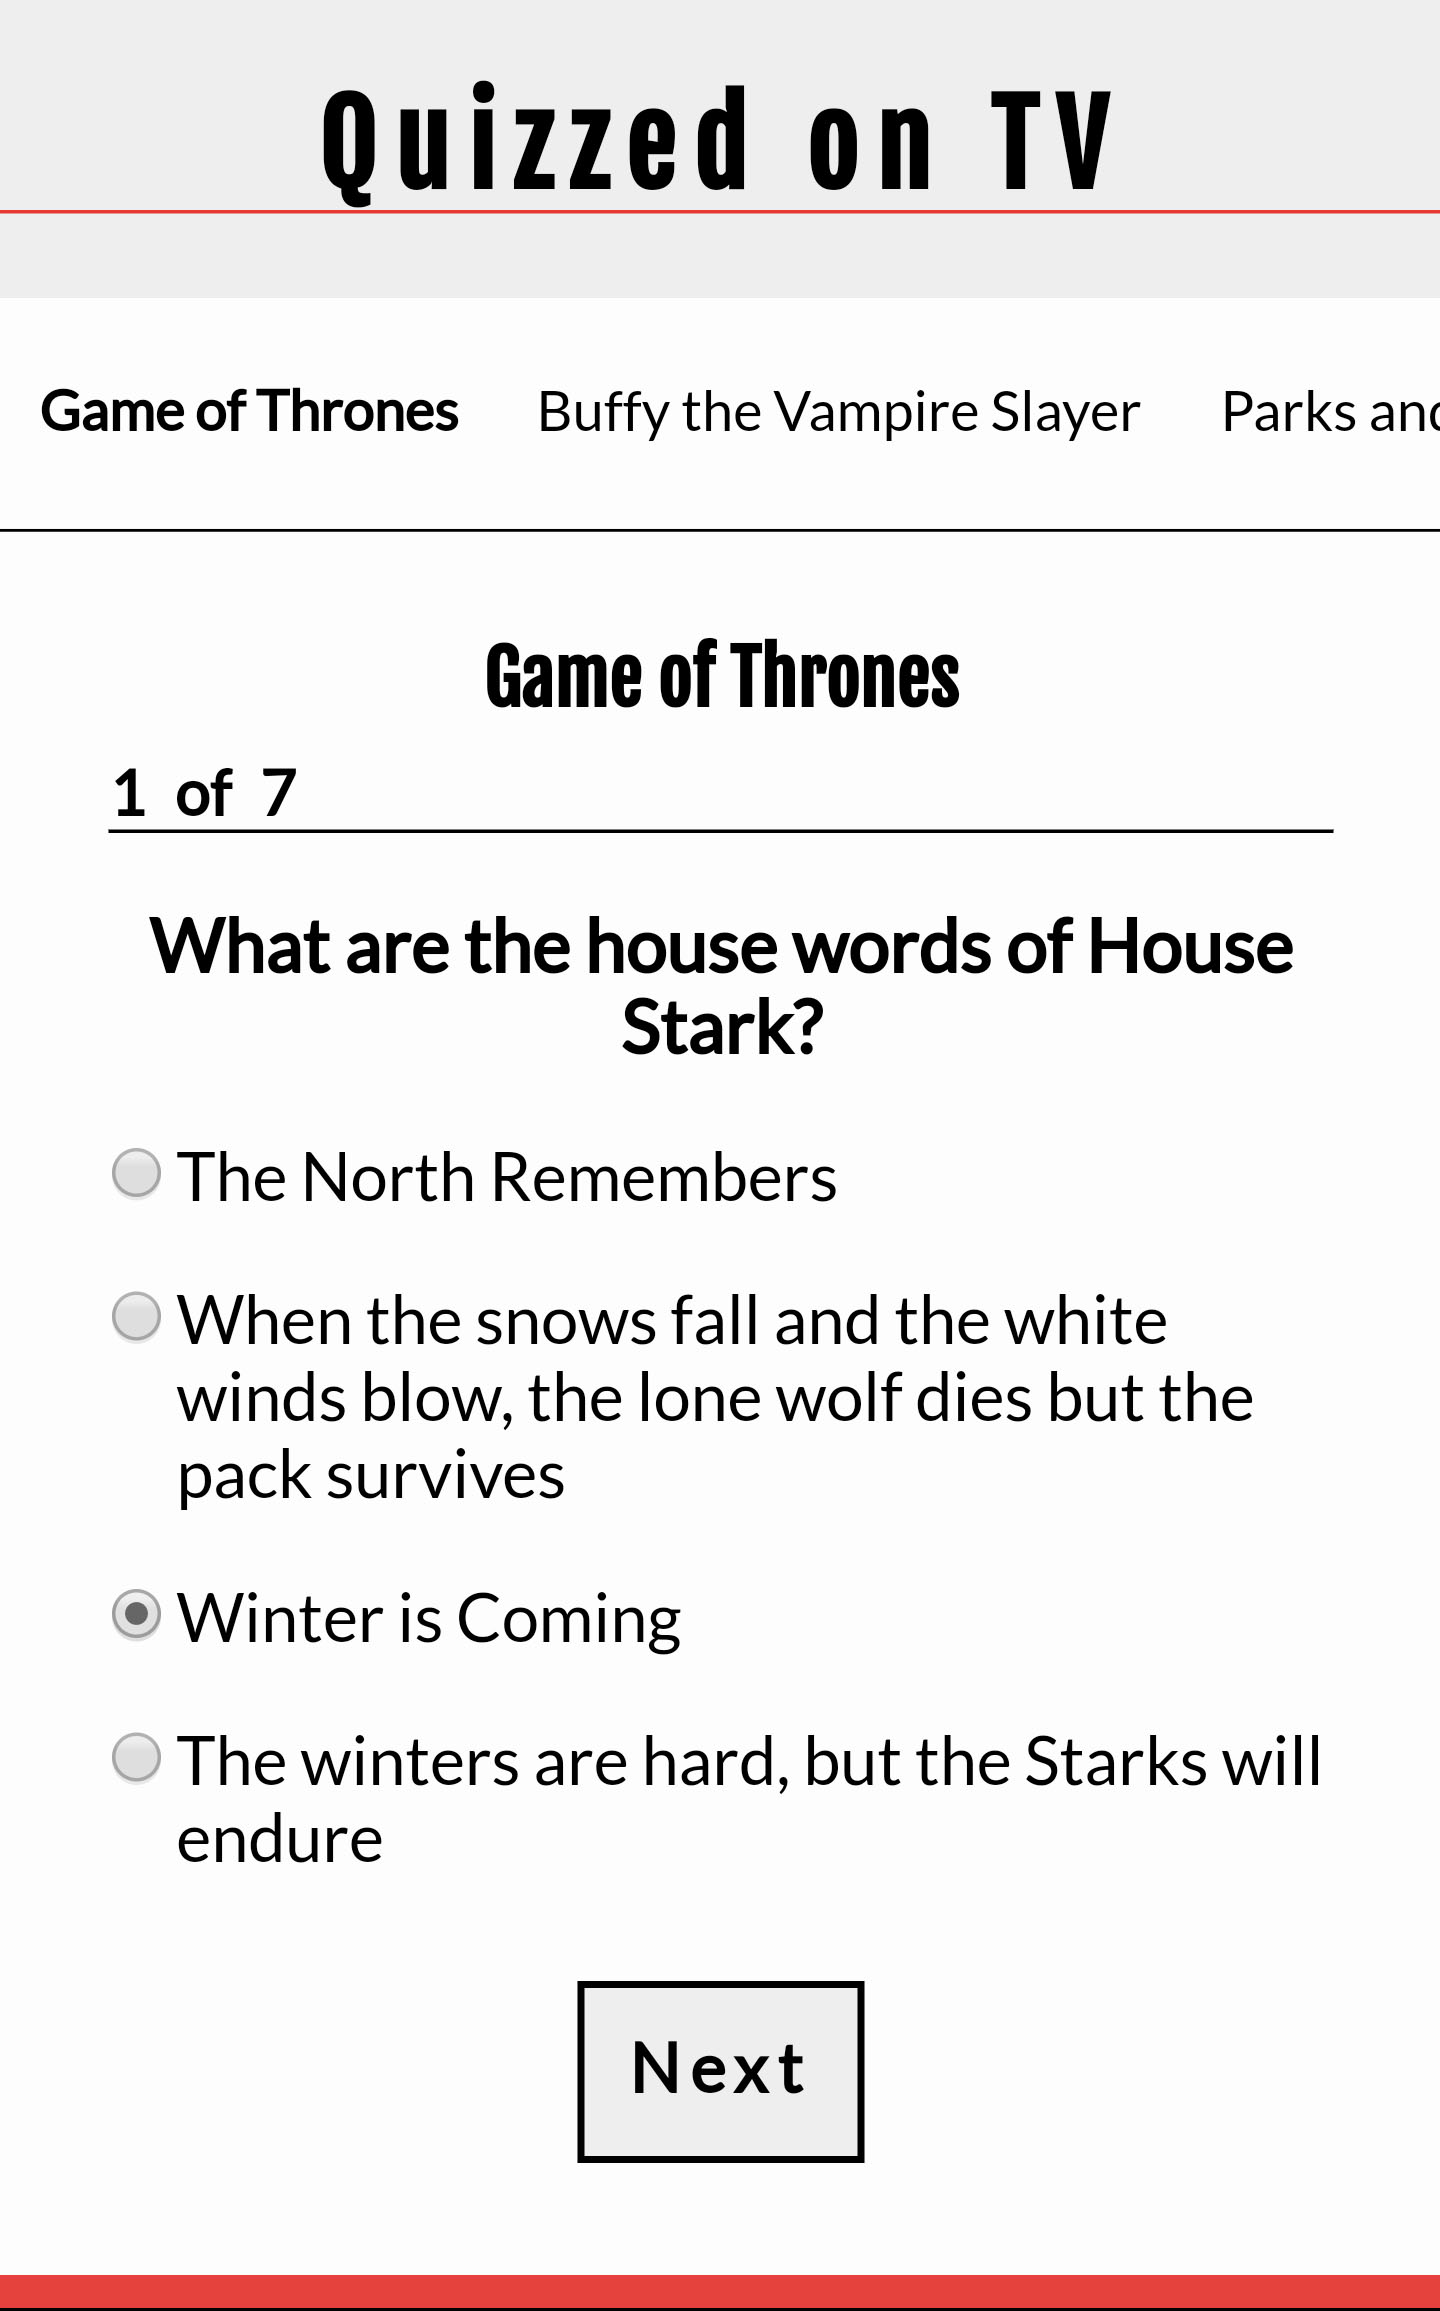 Quizzed on TV
Game of Thrones Buffy the Vampire Slayer Parks and
Game of Thrones
1 of 7
What are the house words of House
Stark?
The North Remembers
When the snows fall and the white
winds blow, the lone wolf dies but the
pack survives
Winter is Coming
The winters are hard, but the Starks will
endure
Next